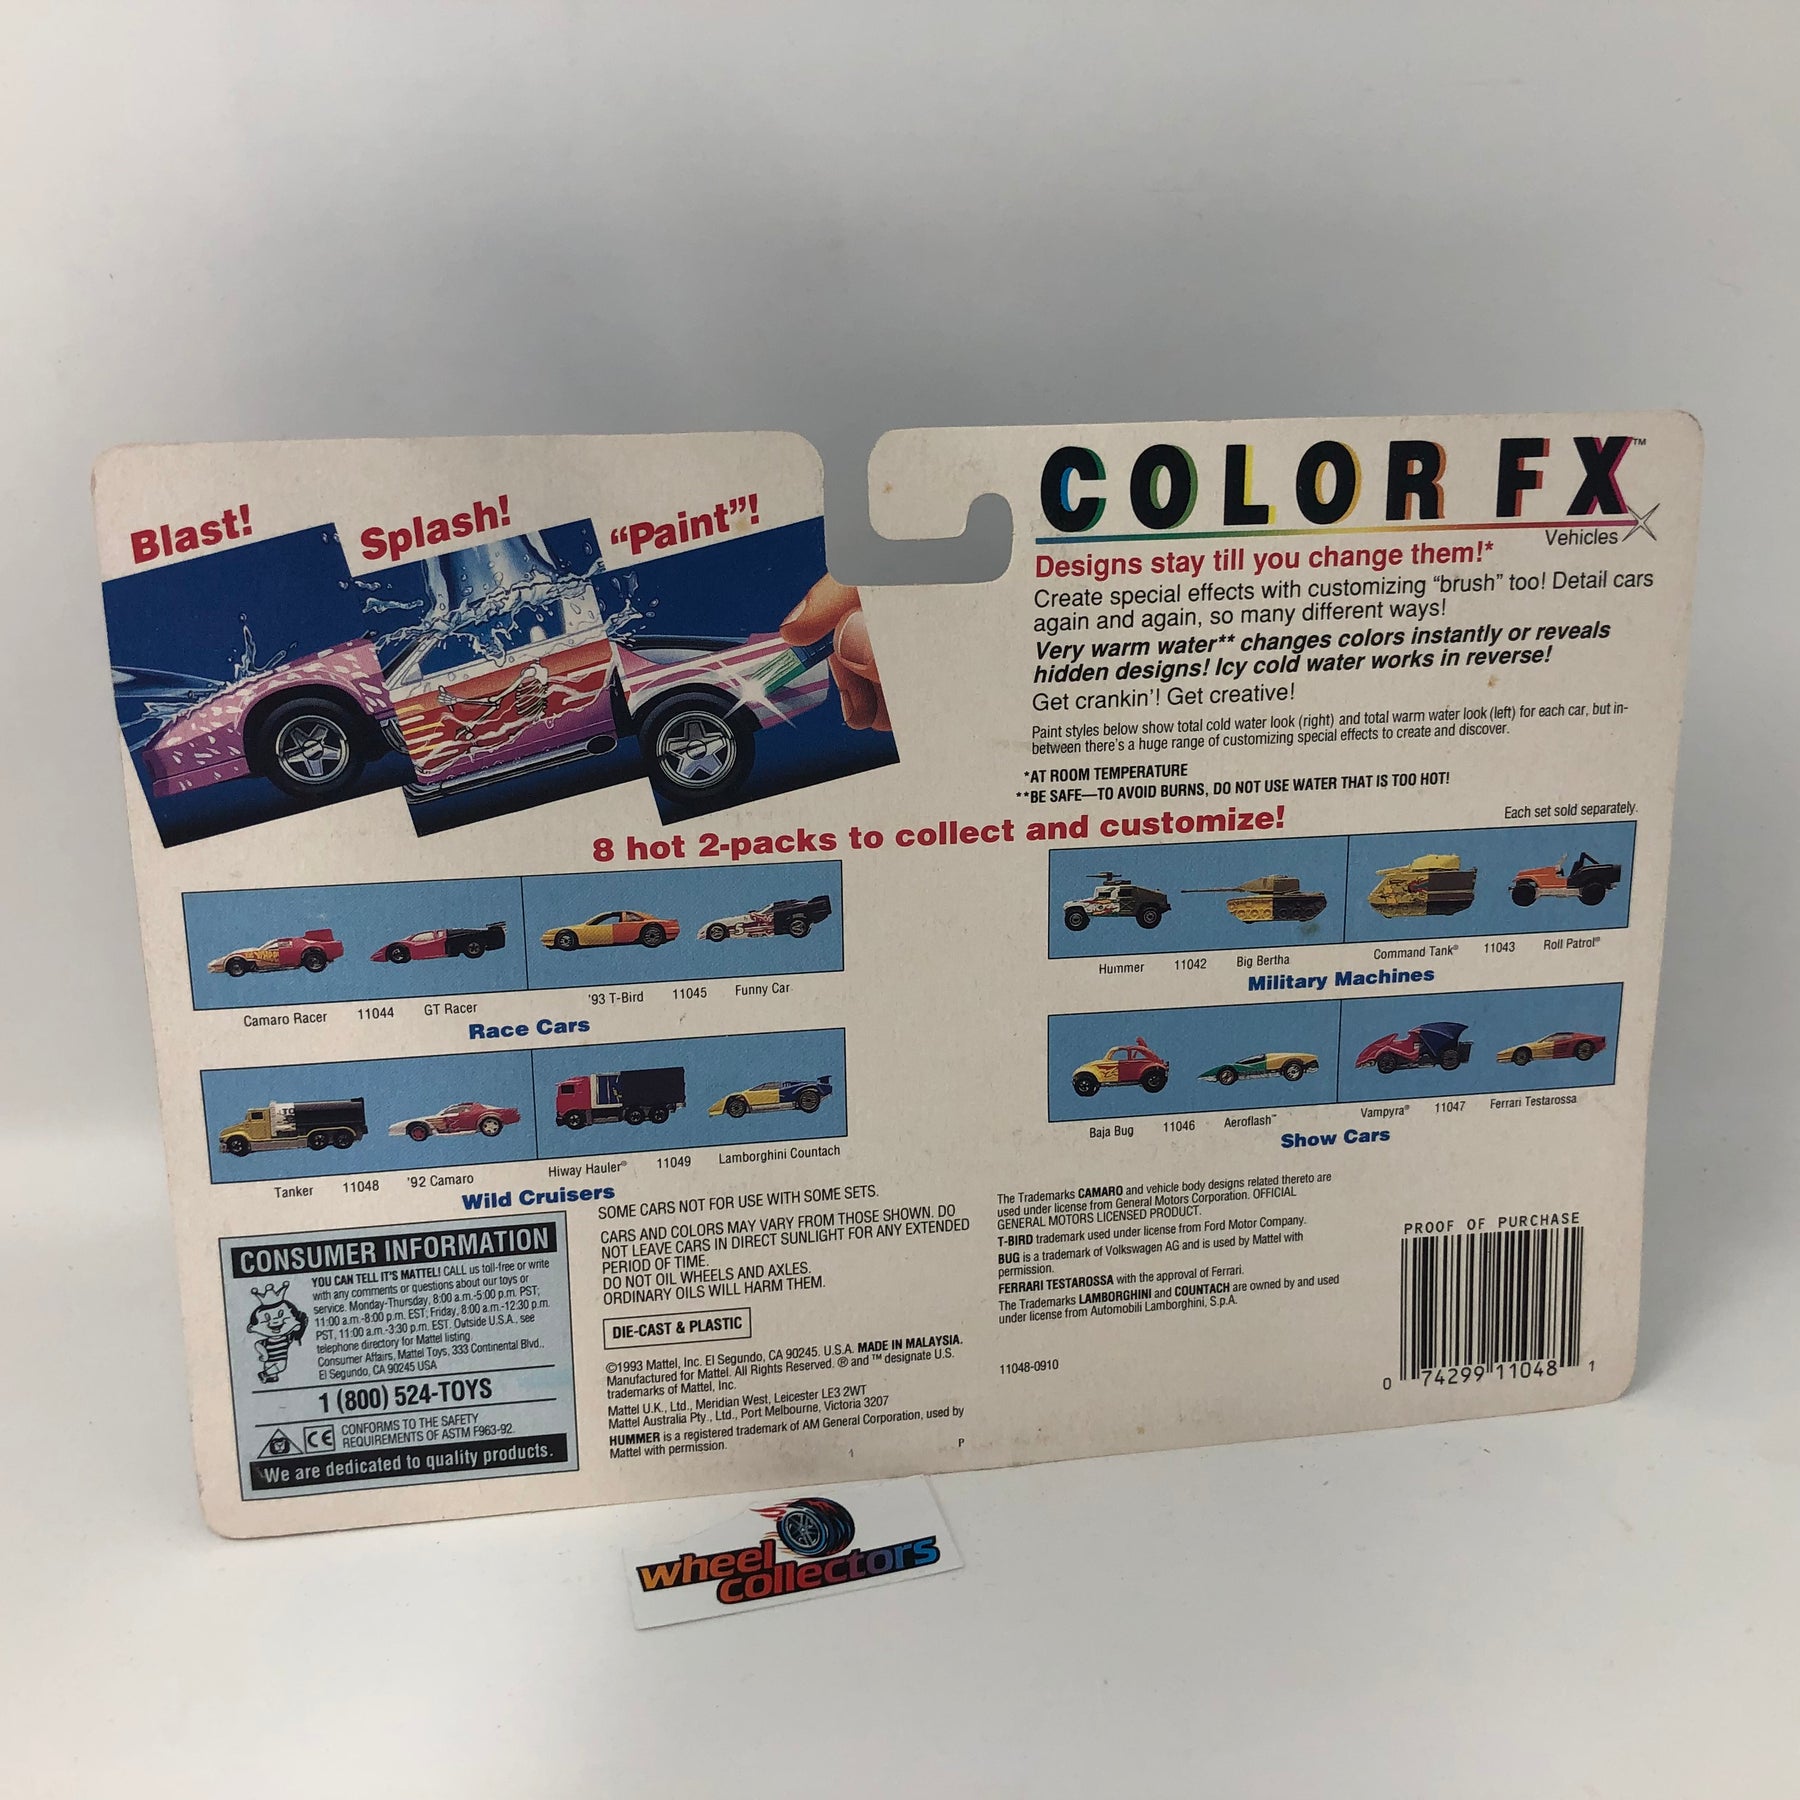 Blast!
Splash!
"Paint"!
COLOR FX™
Vehicles
Designs stay till you change them!*
Create special effects with customizing "brush" too! Detail cars
again and again, so many different ways!
Very warm water** changes colors instantly or reveals
hidden designs! Icy cold water works in reverse!
Get crankin'! Get creative!
Paint styles below show total cold water look (right) and total warm water look (left) for each car, but in-
between there's a huge range of customizing special effects to create and discover.
*AT ROOM TEMPERATURE
**BE SAFE—TO AVOID BURNS, DO NOT USE WATER THAT IS TOO HOT!
8 hot 2-packs to collect and customize!
Each set sold separately.
Camaro Racer 11044 GT Racer
'93 T-Bird 11045 Funny Car
Race Cars
Hummer 11042 Big Bertha
Command Tank® 11043 Roll Patrol®
Military Machines
Tanker 11048 '92 Camaro
Hiway Hauler® 11049 Lamborghini Countach
Wild Cruisers
Baja Bug 11046 Aeroflash™
Vampyra® 11047 Ferrari Testarossa
Show Cars
CONSUMER INFORMATION
YOU CAN TELL IT'S MATTEL! CALL us toll-free or write
with any comments or questions about our toys or
service. Monday-Thursday, 8:00 a.m.-5:00 p.m. PST;
11:00 a.m.-8:00 p.m. EST; Friday, 8:00 a.m.-12:30 p.m.
PST, 11:00 a.m.-3:30 p.m. EST. Outside U.S.A., see
telephone directory for Mattel listing.
Consumer Affairs, Mattel Toys, 333 Continental Blvd.,
El Segundo, CA 90245 USA
1 (800) 524-TOYS
CE
CONFORMS TO THE SAFETY
REQUIREMENTS OF ASTM F963-92.
We are dedicated to quality products.
SOME CARS NOT FOR USE WITH SOME SETS.
CARS AND COLORS MAY VARY FROM THOSE SHOWN. DO
NOT LEAVE CARS IN DIRECT SUNLIGHT FOR ANY EXTENDED
PERIOD OF TIME.
DO NOT OIL WHEELS AND AXLES.
ORDINARY OILS WILL HARM THEM.
DIE-CAST & PLASTIC
©1993 Mattel, Inc. El Segundo, CA 90245. U.S.A. MADE IN MALAYSIA.
Manufactured for Mattel. All Rights Reserved. ® and ™ designate U.S.
trademarks of Mattel, Inc.
Mattel U.K., Ltd., Meridian West, Leicester LE3 2WT
Mattel Australia Pty., Ltd., Port Melbourne, Victoria 3207
HUMMER is a registered trademark of AM General Corporation, used by
Mattel with permission.
1
P
The Trademarks CAMARO and vehicle body designs related thereto are
used under license from General Motors Corporation. OFFICIAL
GENERAL MOTORS LICENSED PRODUCT.
T-BIRD trademark used under license from Ford Motor Company.
BUG is a trademark of Volkswagen AG and is used by Mattel with
permission.
FERRARI TESTAROSSA with the approval of Ferrari.
The Trademarks LAMBORGHINI and COUNTACH are owned by and used
under license from Automobili Lamborghini, S.p.A.
11048-0910
PROOF OF PURCHASE
0 74299 11048 1
wheel
collectors